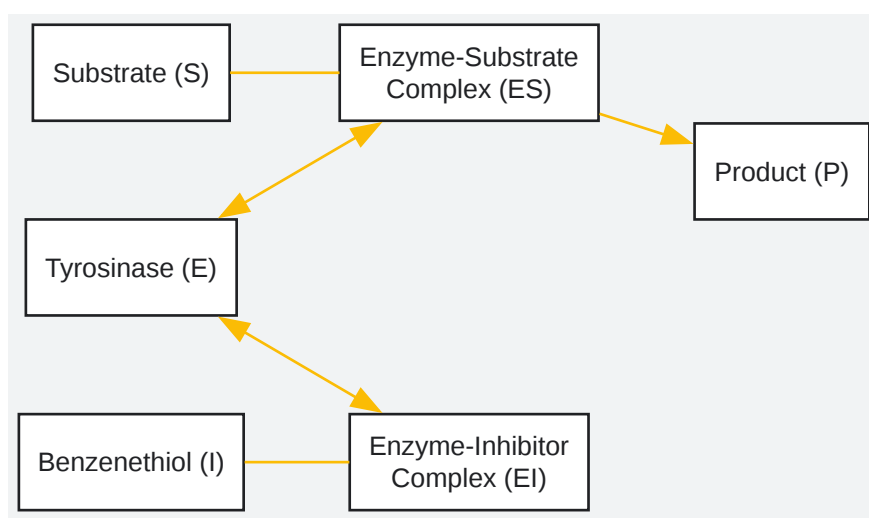 Substrate (S)
Enzyme-Substrate
Complex (ES)
Product (P)
Tyrosinase (E)
Benzenethiol (I)
Enzyme-Inhibitor
Complex (EI)